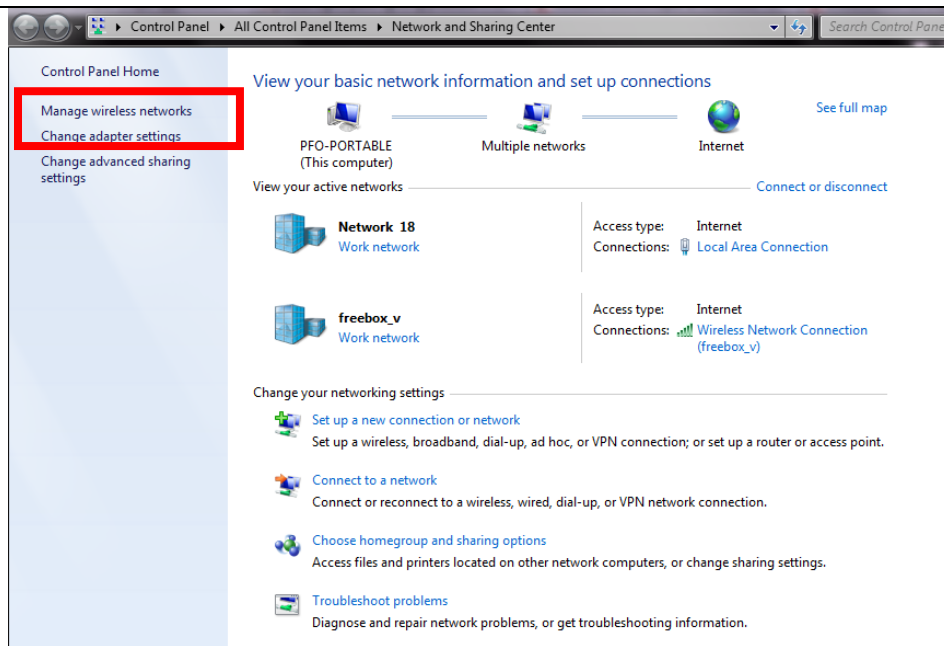 Control Panel ▸ All Control Panel Items ▸ Network and Sharing Center
Search Control Pane
Control Panel Home
Manage wireless networks
Change adapter settings
Change advanced sharing
settings
View your basic network information and set up connections
See full map
PFO-PORTABLE
(This computer)
Multiple networks
Internet
View your active networks
Connect or disconnect
Network 18
Work network
Access type: Internet
Connections: Local Area Connection
freebox_v
Work network
Access type: Internet
Connections: Wireless Network Connection
(freebox_v)
Change your networking settings
Set up a new connection or network
Set up a wireless, broadband, dial-up, ad hoc, or VPN connection; or set up a router or access point.
Connect to a network
Connect or reconnect to a wireless, wired, dial-up, or VPN network connection.
Choose homegroup and sharing options
Access files and printers located on other network computers, or change sharing settings.
Troubleshoot problems
Diagnose and repair network problems, or get troubleshooting information.